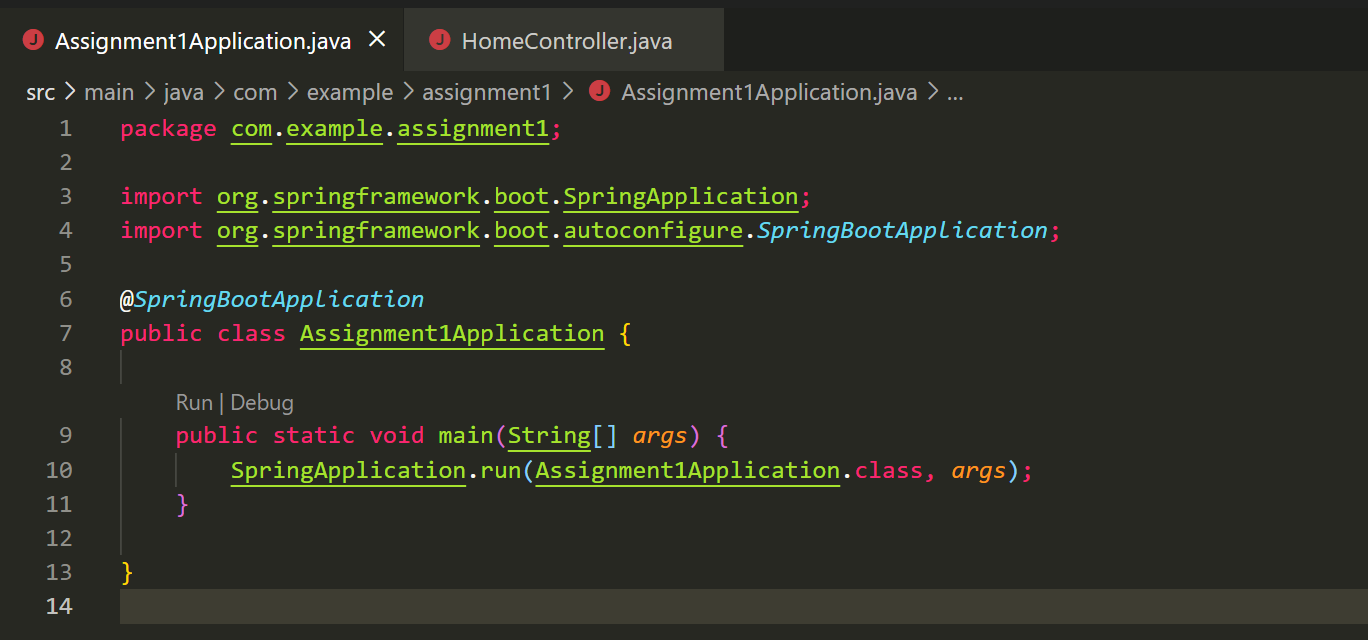 Assignment1Application.java × HomeController.java
src > main > java > com > example > assignment1 > J Assignment1Application.java > ...
1 package com.example.assignment1;
2
3 import org.springframework.boot.SpringApplication;
4 import org.springframework.boot.autoconfigure.SpringBootApplication;
5
6 @SpringBootApplication
7 public class Assignment1Application {
8
Run | Debug
9 public static void main(String[] args) {
10 SpringApplication.run(Assignment1Application.class, args);
11 }
12
13 }
14